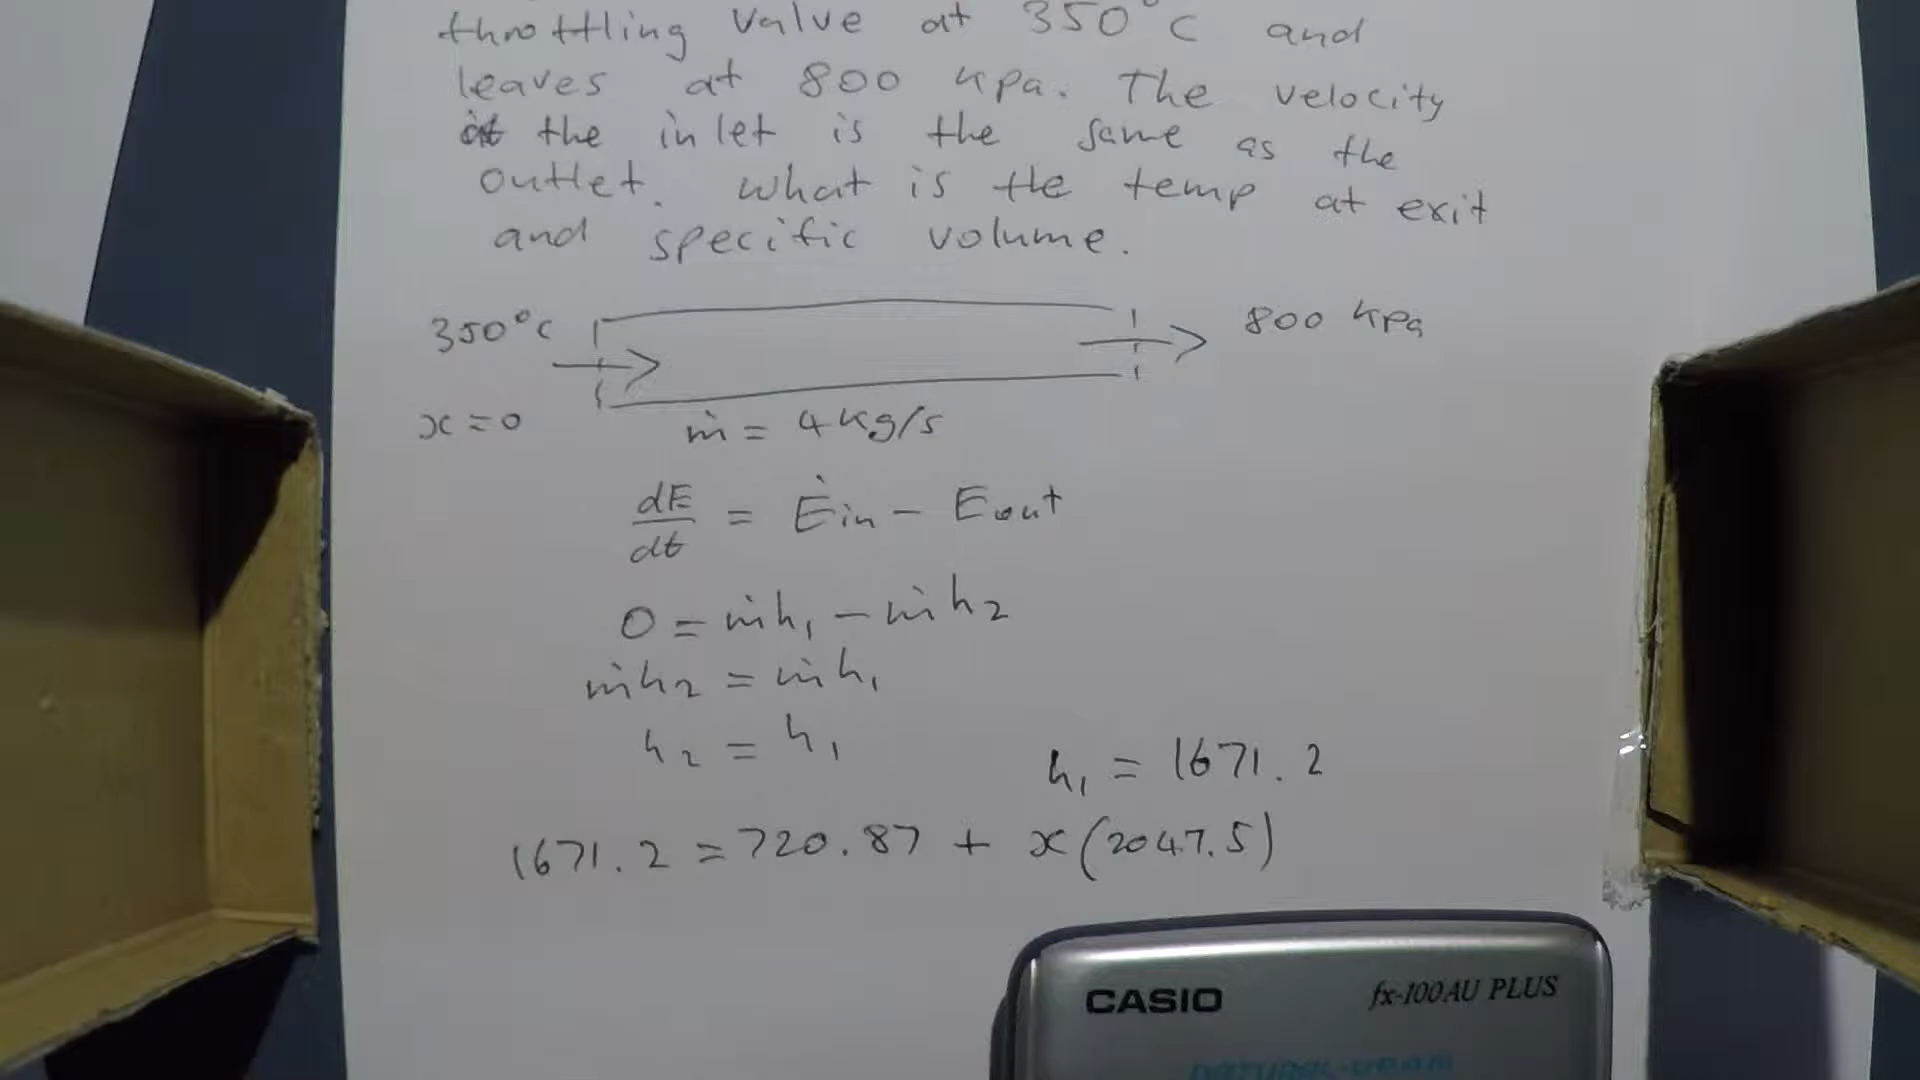 throttling valve at 350°C and
leaves at 800 kpa. The velocity
at the inlet is the same as the
outlet. what is the temp at exit
and specific volume.
350°C
800 kpa
x = 0
ṁ = 4 kg/s
dE/dt = Ėin - Eout
0 = ṁh₁ - ṁh₂
ṁh₂ = ṁh₁
h₂ = h₁
h₁ = 1671.2
1671.2 = 720.87 + x(2047.5)
CASIO fx-100AU PLUS